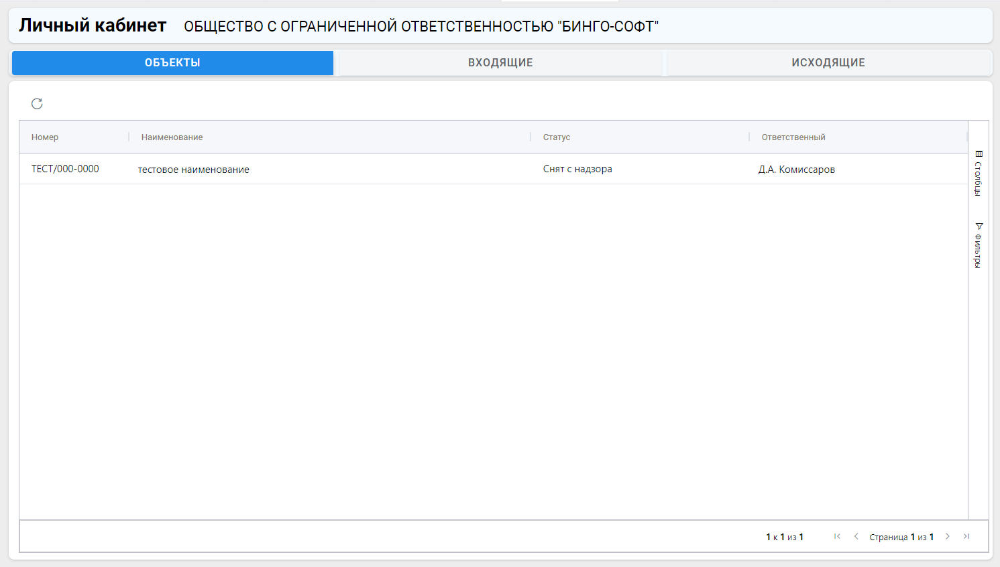 Личный кабинет ОБЩЕСТВО С ОГРАНИЧЕННОЙ ОТВЕТСТВЕННОСТЬЮ "БИНГО-СОФТ"
ОБЪЕКТЫ ВХОДЯЩИЕ ИСХОДЯЩИЕ
Номер Наименование Статус Ответственный
ТЕСТ/000-0000 тестовое наименование Снят с надзора Д.А. Комиссаров
Столбцы
Фильтры
1 к 1 из 1 Страница 1 из 1